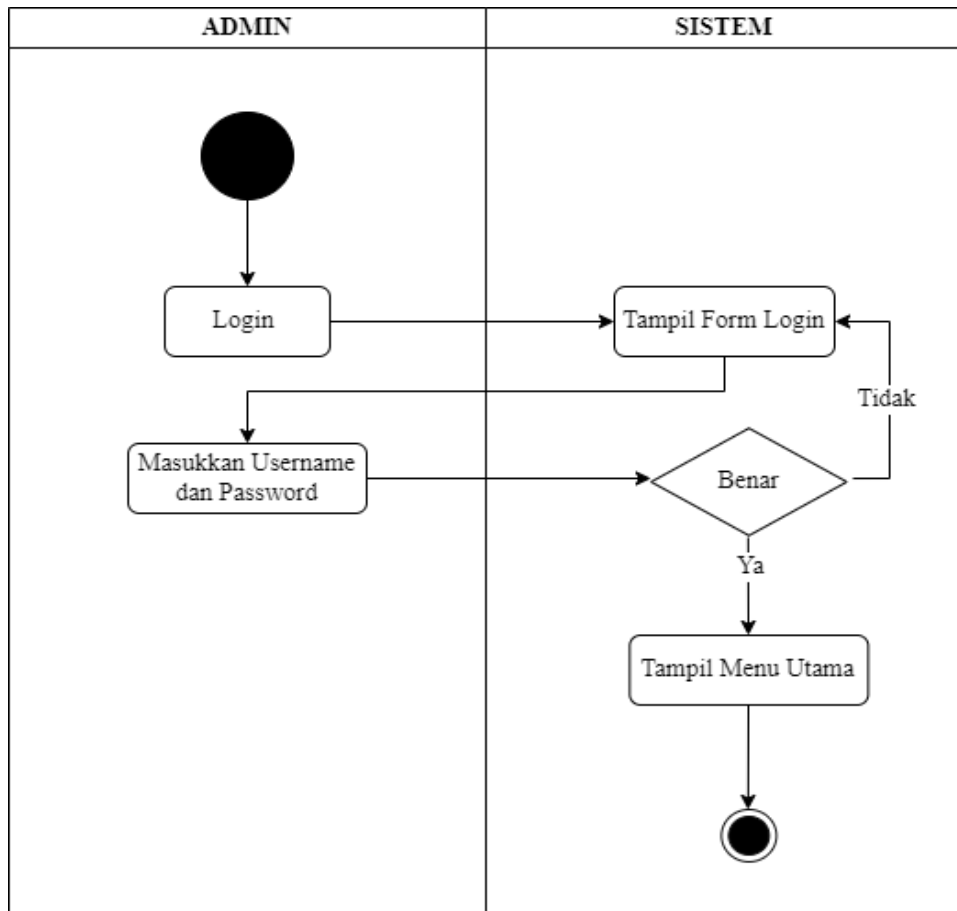 ADMIN
SISTEM
Login
Tampil Form Login
Tidak
Masukkan Username
dan Password
Benar
Ya
Tampil Menu Utama